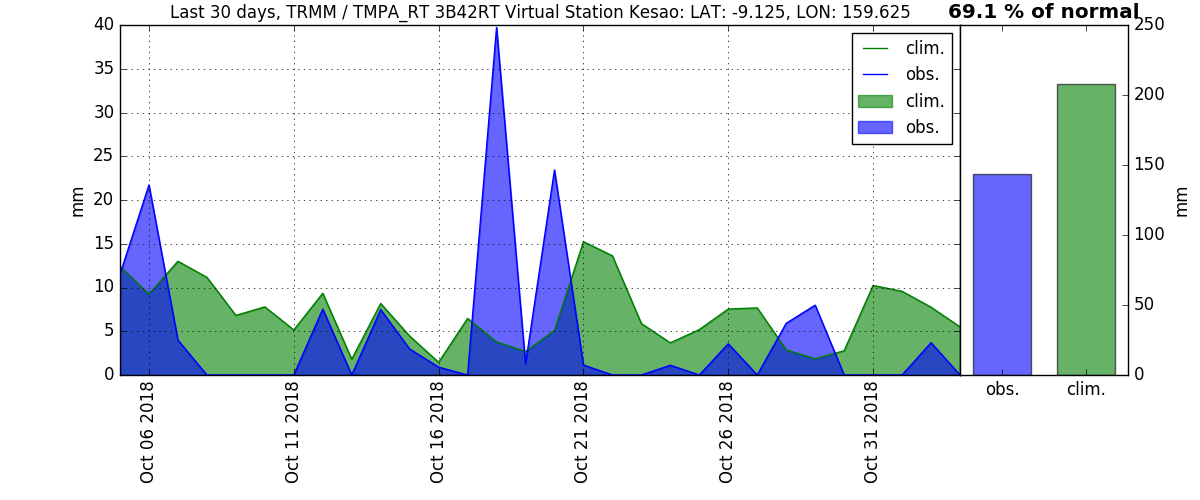 Last 30 days, TRMM / TMPA_RT 3B42RT Virtual Station Kesao: LAT: -9.125, LON: 159.625
69.1 % of normal
40
35
30
25
20
15
10
5
0
mm
clim.
obs.
clim.
obs.
250
200
150
100
50
0
mm
obs.
clim.
Oct 06 2018
Oct 11 2018
Oct 16 2018
Oct 21 2018
Oct 26 2018
Oct 31 2018